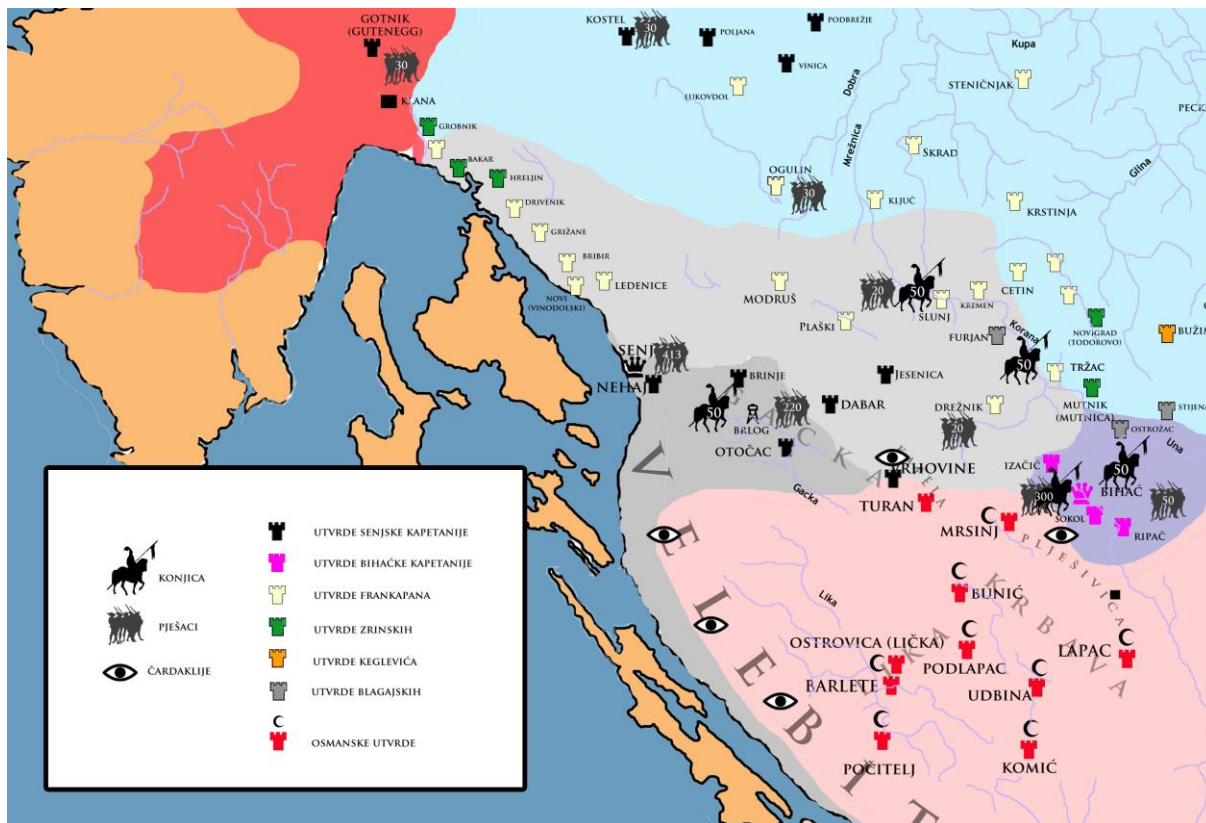 GOTNIK
(GUTENEGG)
30
KLANA
KOSTEL
30
POLJANA
PODBREŽJE
VINICA
LUKOVDOL
Dobra
Mrežnica
Kupa
STENIČNJAK
Glina
GROBNIK
BAKAR
HRELJIN
DRIVENIK
GRIŽANE
BRIBIR
NOVI
(VINODOLSKI)
LEDENICE
OGULIN
30
SKRAD
KLJUČ
KRSTINJA
MODRUŠ
PLAŠKI
20
50
SLUNJ
KREMEN
CETIN
FURJAN
Korana
50
NOVIGRAD
(TODOROVO)
BUŽIM
TRŽAC
MUTNIK
(MUTNICA)
OSTROŽAC
Una
SENJ
413
NEHAJ
BRINJE
50
BRLOG
220
DABAR
JESENICA
OTOČAC
GACKA
Gacka
DREŽNIK
20
VRHOVINE
TURAN
MRSINJ
IZAČIĆ
300
50
BIHAĆ
50
SOKOL
RIPAČ
PLJEŠIVICA
VELEBIT
Lika
LIKA
KRBAVA
BUNIĆ
OSTROVICA (LIČKA)
PODLAPAC
BARLETE
UDBINA
LAPAC
POČITELJ
KOMIĆ
KONJICA
PJEŠACI
ČARDAKLIJE
UTVRDE SENJSKE KAPETANIJE
UTVRDE BIHAĆKE KAPETANIJE
UTVRDE FRANKAPANA
UTVRDE ZRINSKIH
UTVRDE KEGLEVIĆA
UTVRDE BLAGAJSKIH
OSMANSKE UTVRDE